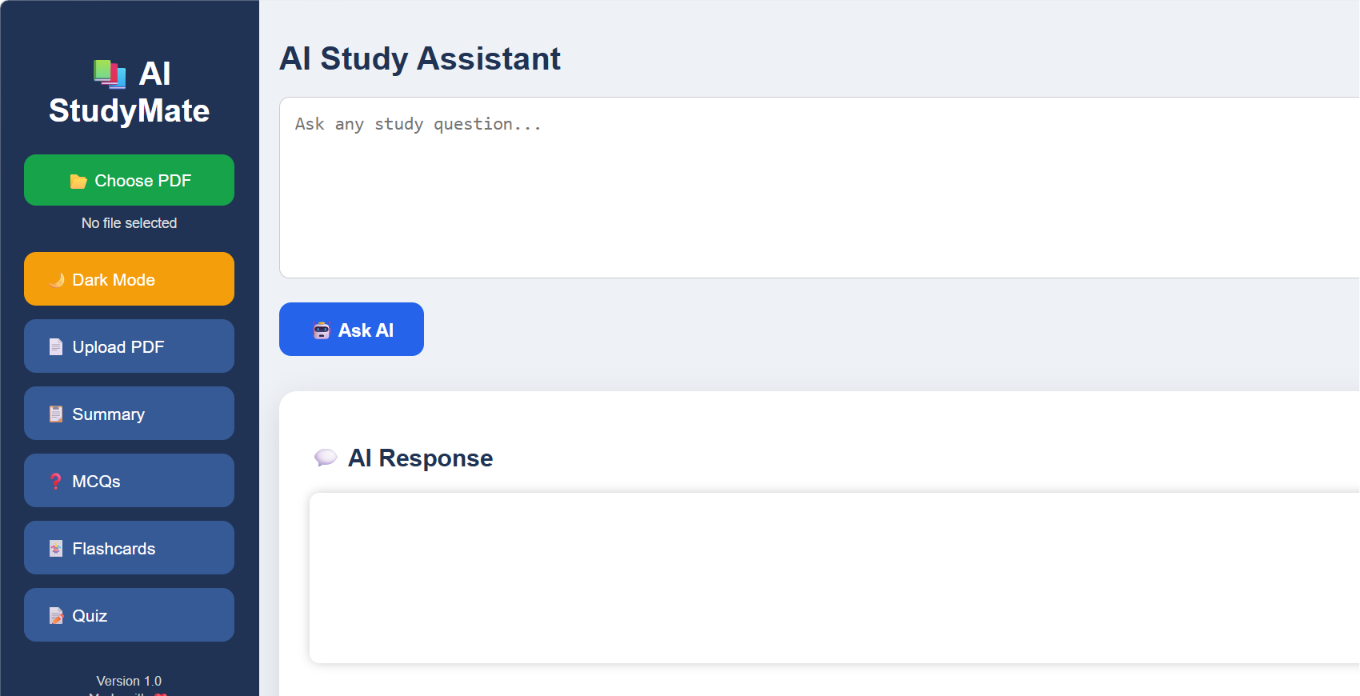 AI
StudyMate
Choose PDF
No file selected
Dark Mode
Upload PDF
Summary
MCQs
Flashcards
Quiz
Version 1.0
AI Study Assistant
Ask any study question...
Ask AI
AI Response